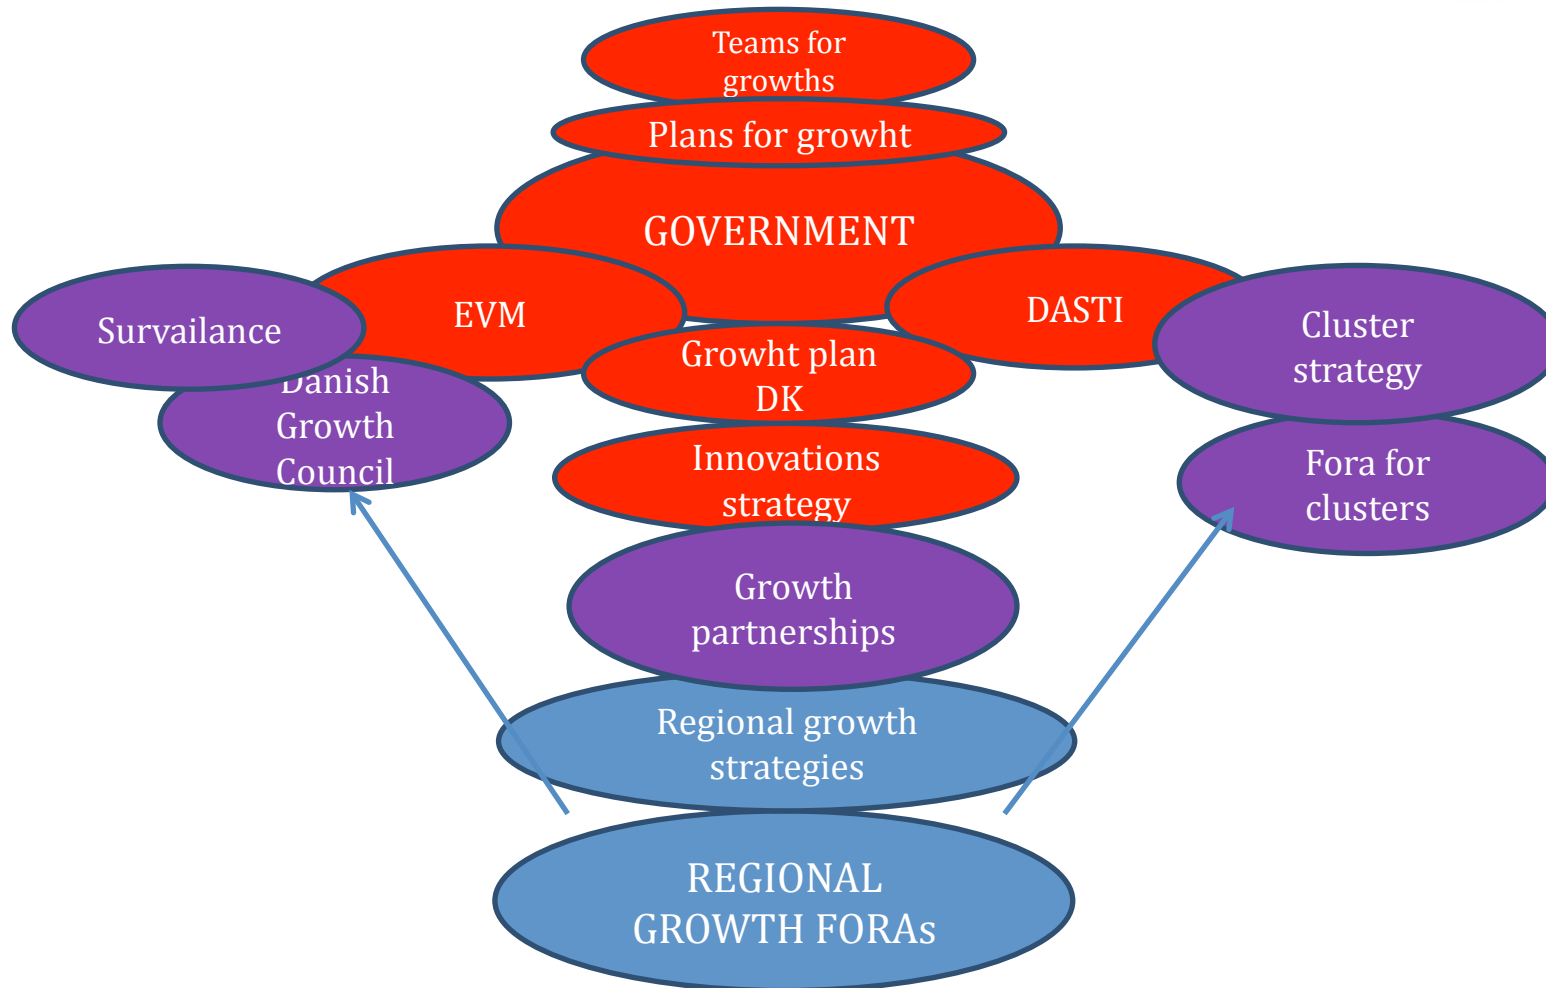 Teams for
growths
Plans for growht
GOVERNMENT
EVM
DASTI
Survailance
Cluster
strategy
Growht plan
DK
Danish
Growth
Council
Innovations
strategy
Fora for
clusters
Growth
partnerships
Regional growth
strategies
REGIONAL
GROWTH FORAs